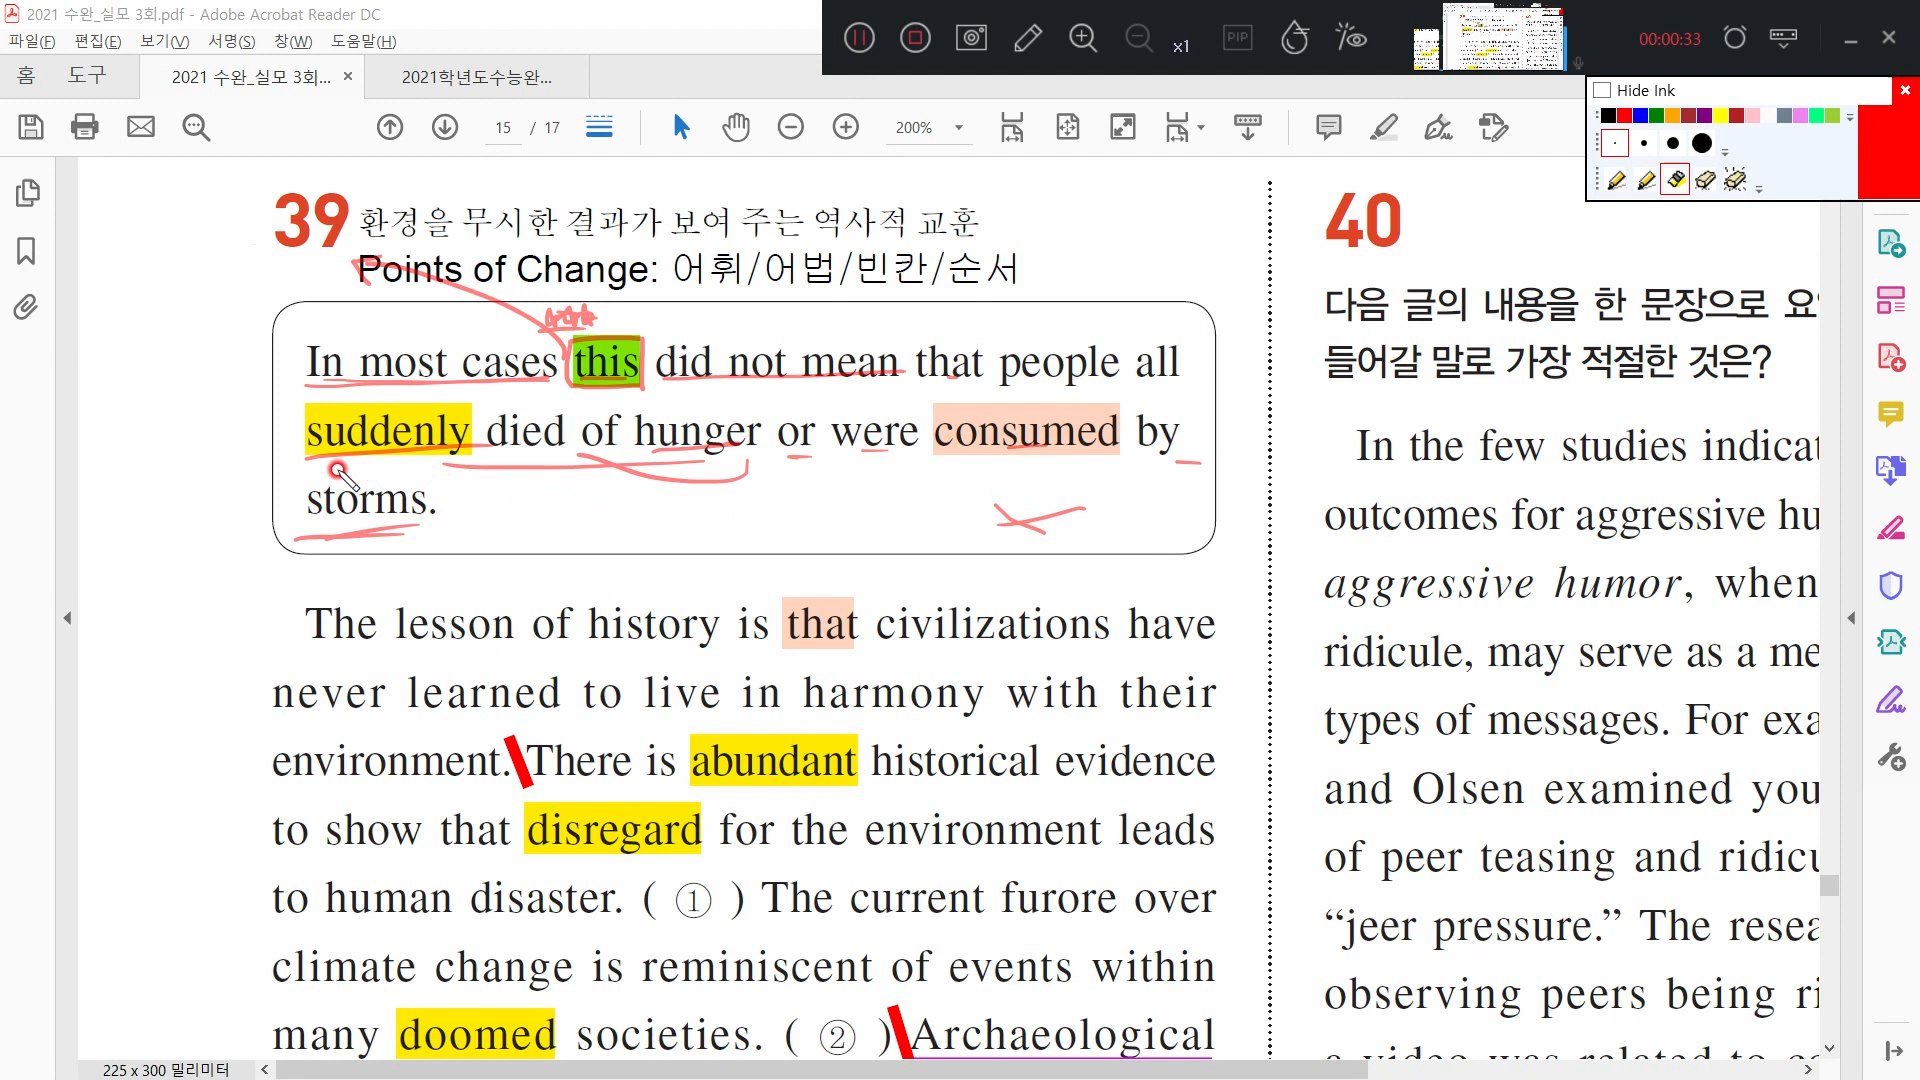 2021 수완_실모 3회.pdf - Adobe Acrobat Reader DC
파일(F) 편집(E) 보기(V) 서명(S) 창(W) 도움말(H)
PIP
x1
00:00:33
홈 도구 2021 수완_실모 3회... × 2021학년도수능완...
Hide Ink
15 / 17
200%
39 환경을 무시한 결과가 보여 주는 역사적 교훈
Points of Change: 어휘/어법/빈칸/순서
In most cases this did not mean that people all
suddenly died of hunger or were consumed by
storms.
The lesson of history is that civilizations have
never learned to live in harmony with their
environment. There is abundant historical evidence
to show that disregard for the environment leads
to human disaster. ( ① ) The current furore over
climate change is reminiscent of events within
many doomed societies. ( ② ) Archaeological
40
다음 글의 내용을 한 문장으로
들어갈 말로 가장 적절한 것은?
In the few studies indicat
outcomes for aggressive hu
aggressive humor, when
ridicule, may serve as a me
types of messages. For exa
and Olsen examined you
of peer teasing and ridicu
“jeer pressure.” The resea
observing peers being ri
a video was related to
225 x 300 밀리미터